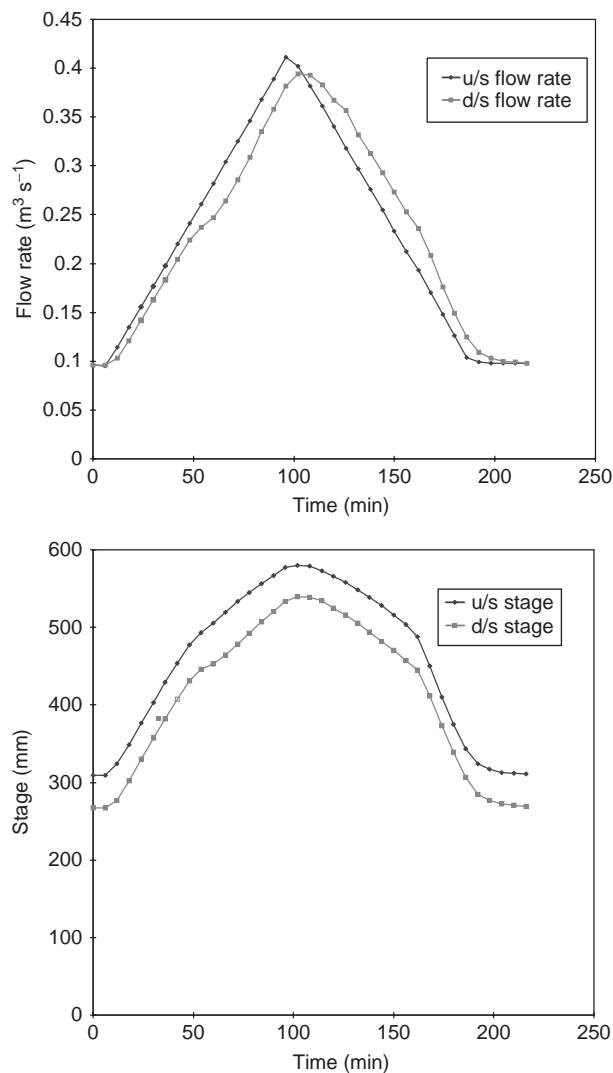 0.45
0.4
0.35
0.3
0.25
0.2
0.15
0.1
0.05
0
Flow rate (m³ s⁻¹)
u/s flow rate
d/s flow rate
0 50 100 150 200 250
Time (min)
600
500
400
300
200
100
0
Stage (mm)
u/s stage
d/s stage
0 50 100 150 200 250
Time (min)